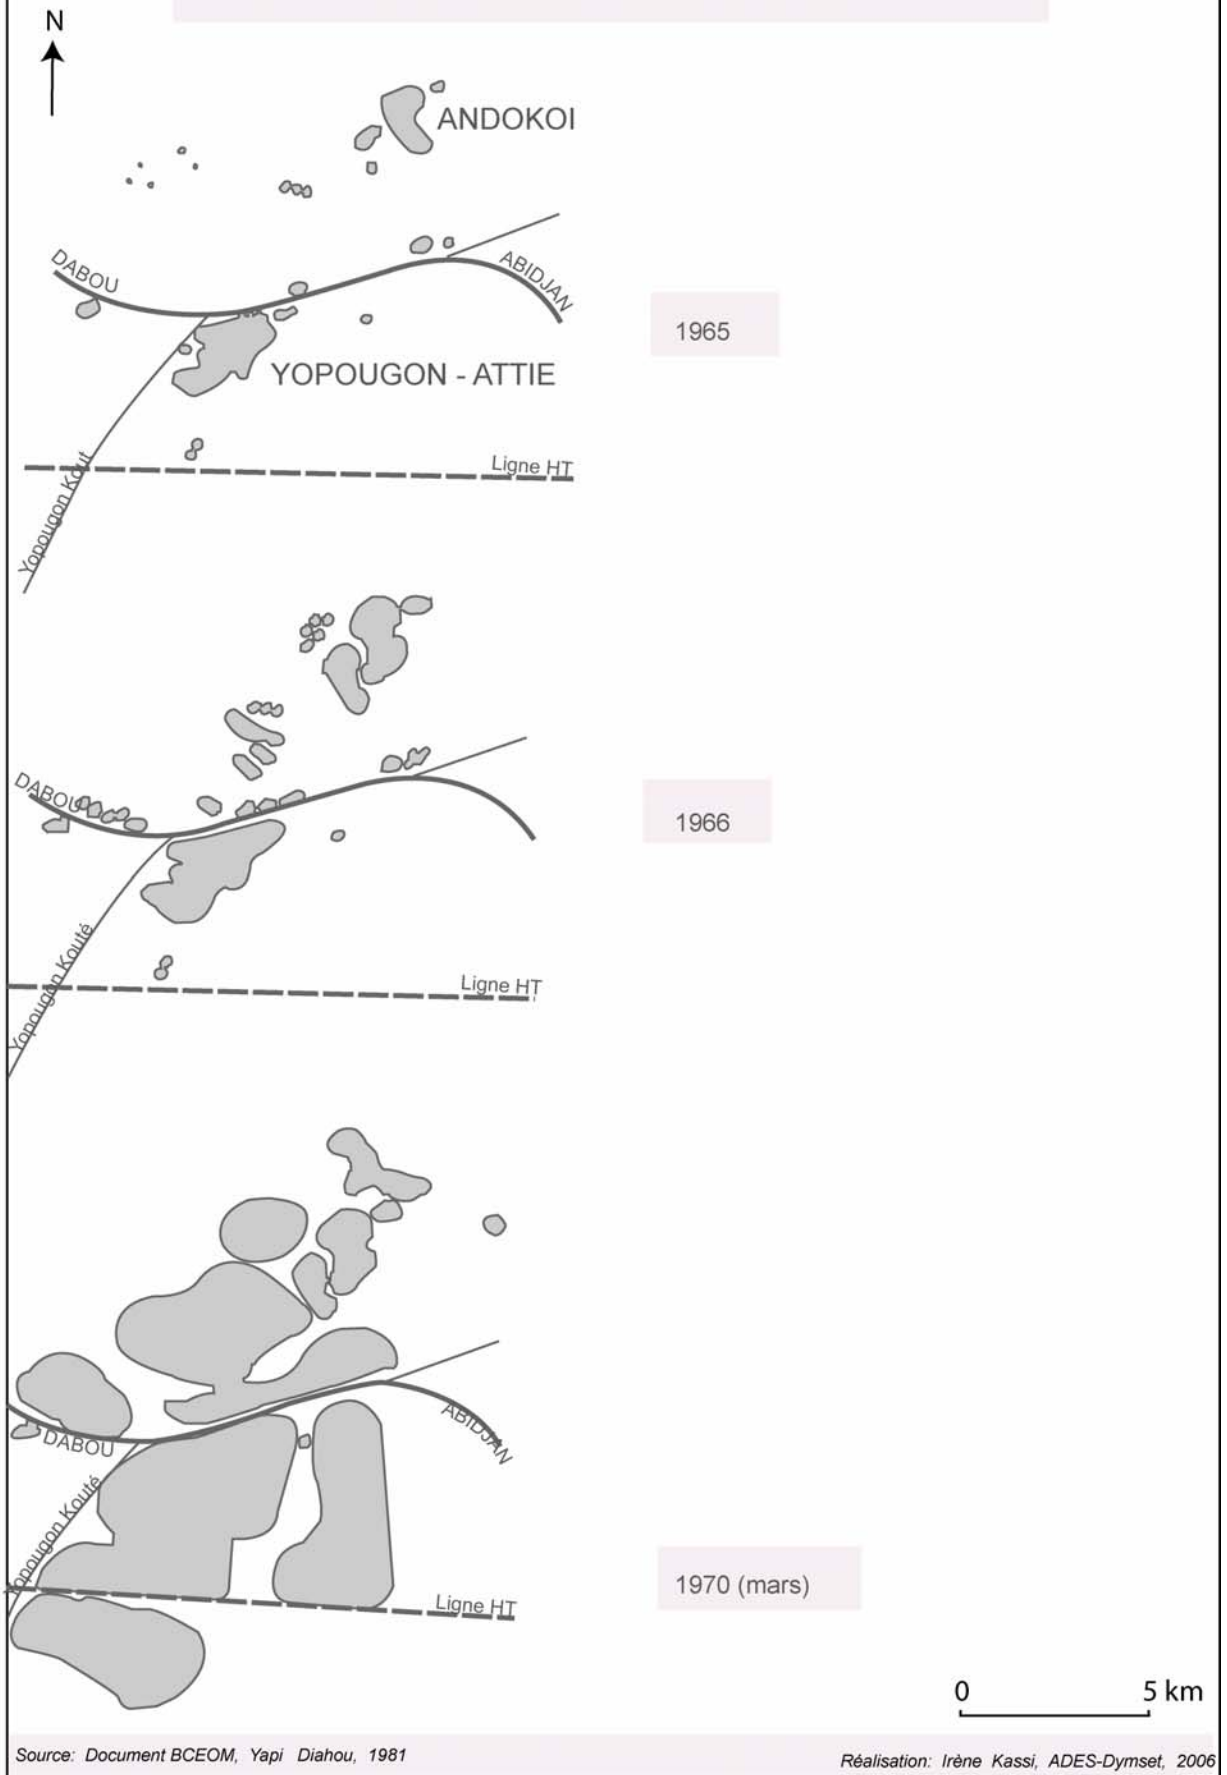 N
ANDOKOI
DABOU
ABIDJAN
1965
YOPOUGON - ATTIE
Ligne HT
Yopougon Kout
DABOU
1966
Yopougon Kouté
Ligne HT
ABIDJAN
DABOU
Yopougon Kouté
1970 (mars)
Ligne HT
0 5 km
Source: Document BCEOM, Yapi Diahou, 1981
Réalisation: Irène Kassi, ADES-Dymset, 2006